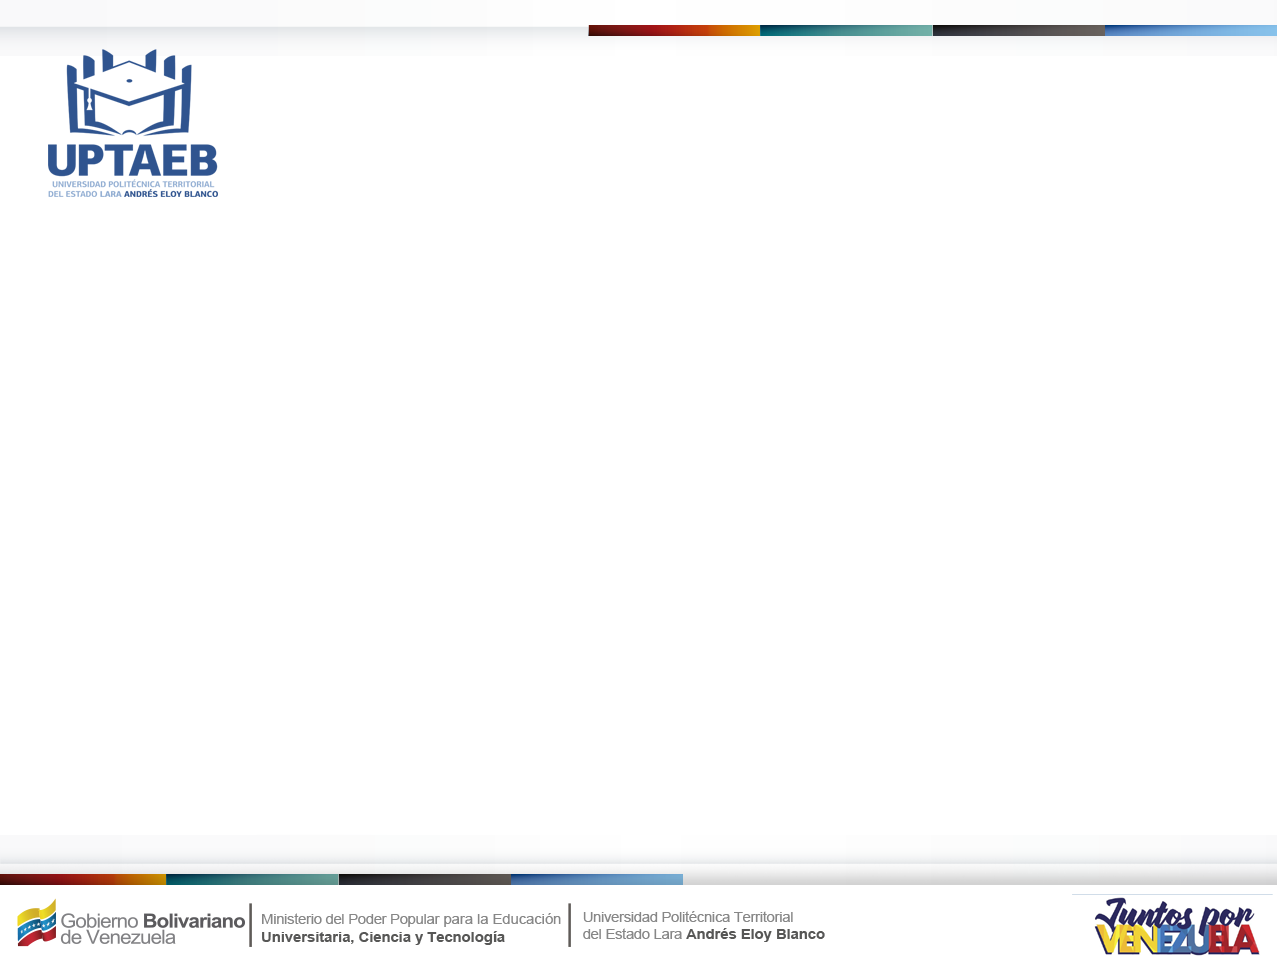 UPTAEB
UNIVERSIDAD POLITÉCNICA TERRITORIAL
DEL ESTADO LARA ANDRÉS ELOY BLANCO
Gobierno Bolivariano
de Venezuela
Ministerio del Poder Popular para la Educación
Universitaria, Ciencia y Tecnología
Universidad Politécnica Territorial
del Estado Lara Andrés Eloy Blanco
Juntos por
VENEZUELA